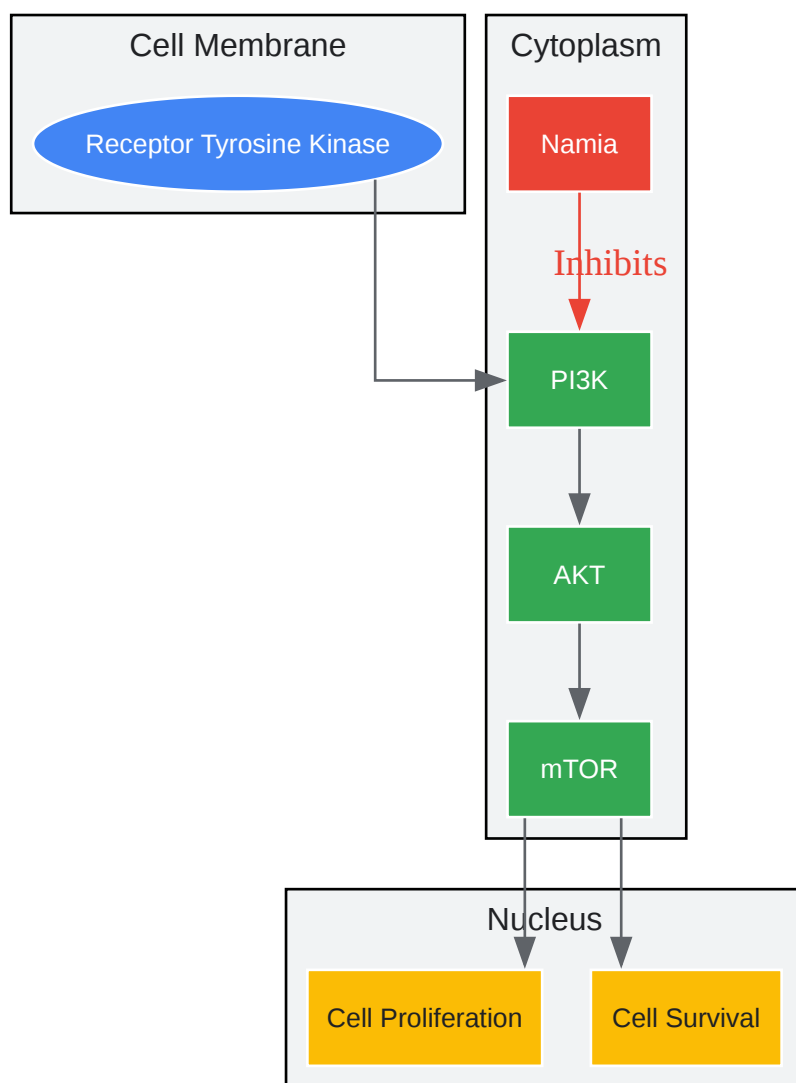 Cell Membrane
Receptor Tyrosine Kinase
Cytoplasm
Namia
Inhibits
PI3K
AKT
mTOR
Nucleus
Cell Proliferation
Cell Survival